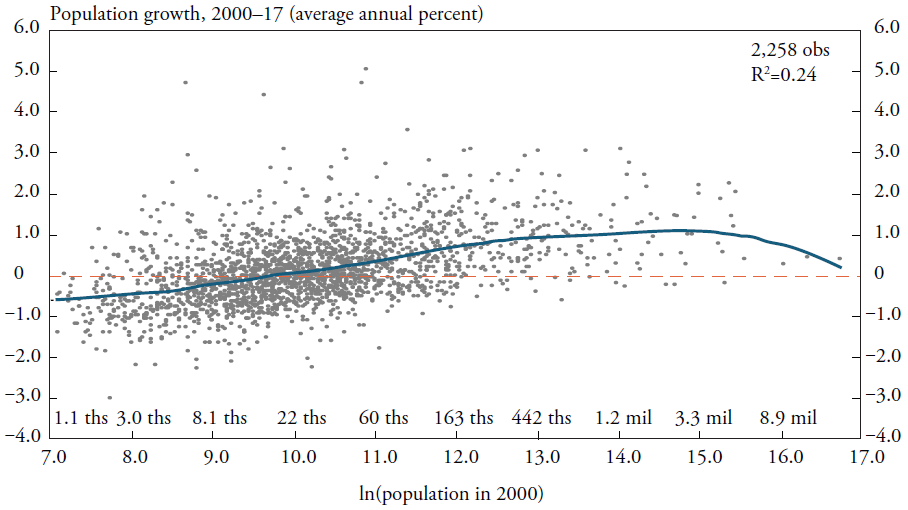 Population growth, 2000–17 (average annual percent)
6.0 6.0
2,258 obs
5.0 5.0
R²=0.24
4.0 4.0
3.0 3.0
2.0 2.0
1.0 1.0
0 0
−1.0 −1.0
−2.0 −2.0
−3.0 −3.0
1.1 ths 3.0 ths 8.1 ths 22 ths 60 ths 163 ths 442 ths 1.2 mil 3.3 mil 8.9 mil
−4.0 −4.0
7.0 8.0 9.0 10.0 11.0 12.0 13.0 14.0 15.0 16.0 17.0
ln(population in 2000)